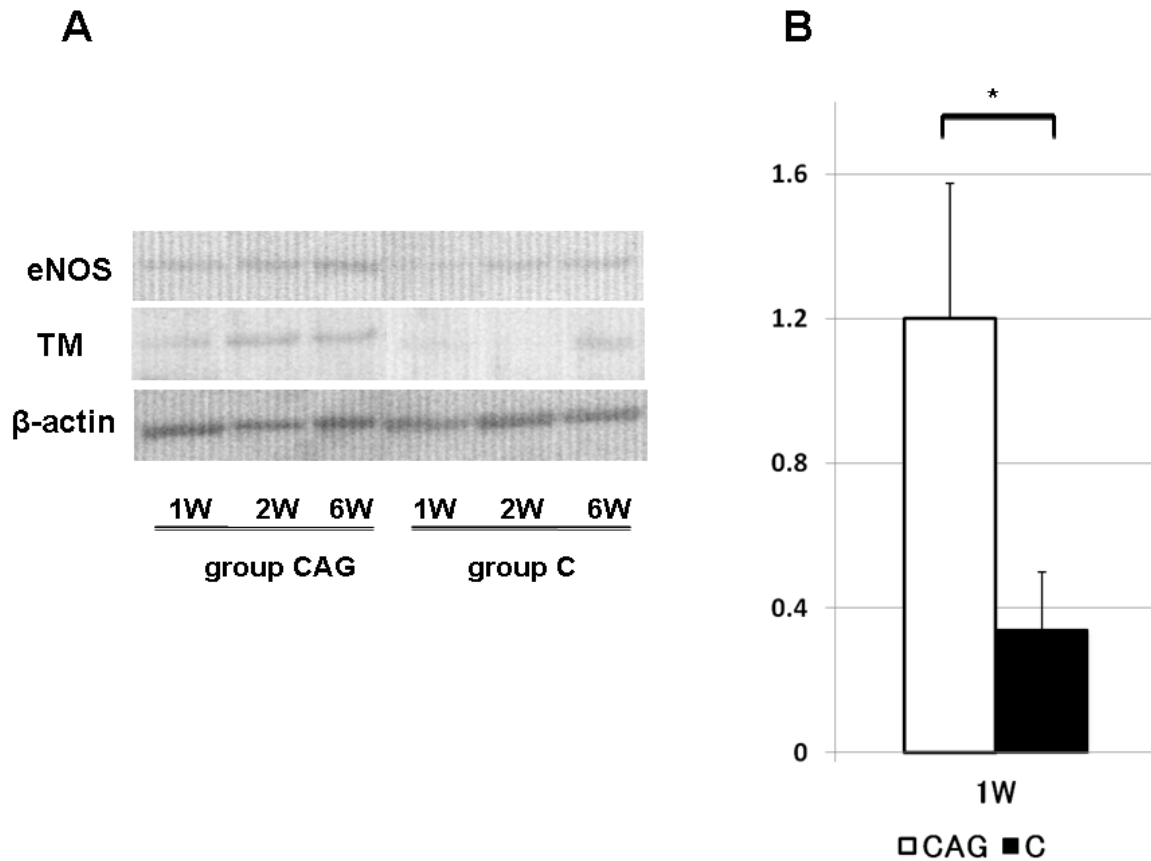 A
B
eNOS
TM
β-actin
1W 2W 6W 1W 2W 6W
group CAG group C
*
1.6
1.2
0.8
0.4
0
1W
CAG C